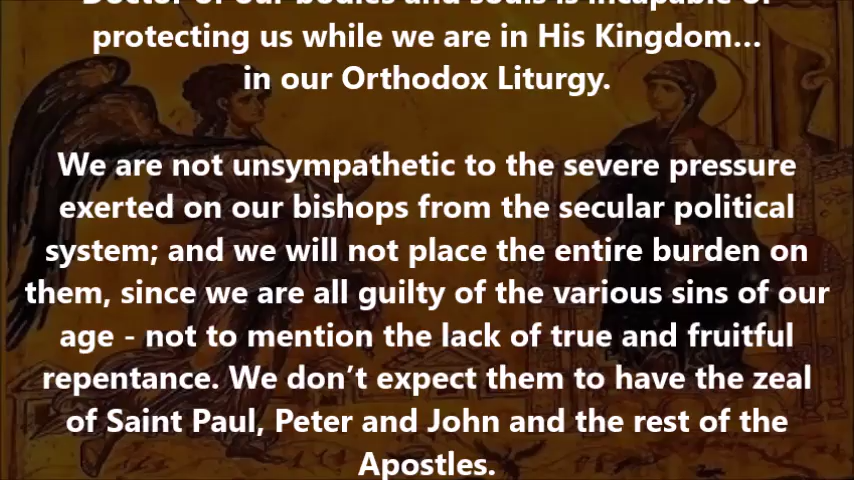 Doctor of our bodies and souls is incapable of
protecting us while we are in His Kingdom...
in our Orthodox Liturgy.
We are not unsympathetic to the severe pressure
exerted on our bishops from the secular political
system; and we will not place the entire burden on
them, since we are all guilty of the various sins of our
age - not to mention the lack of true and fruitful
repentance. We don’t expect them to have the zeal
of Saint Paul, Peter and John and the rest of the
Apostles.